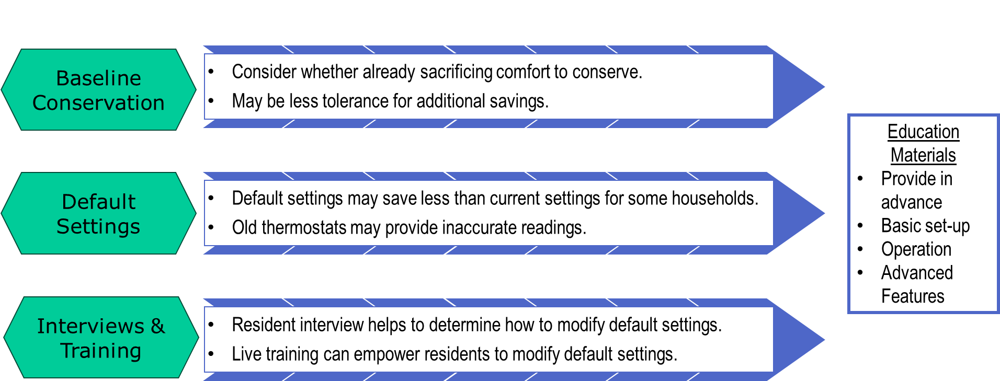 Baseline
Conservation
• Consider whether already sacrificing comfort to conserve.
• May be less tolerance for additional savings.
Default
Settings
• Default settings may save less than current settings for some households.
• Old thermostats may provide inaccurate readings.
Interviews &
Training
• Resident interview helps to determine how to modify default settings.
• Live training can empower residents to modify default settings.
Education
Materials
• Provide in
advance
• Basic set-up
• Operation
• Advanced
Features